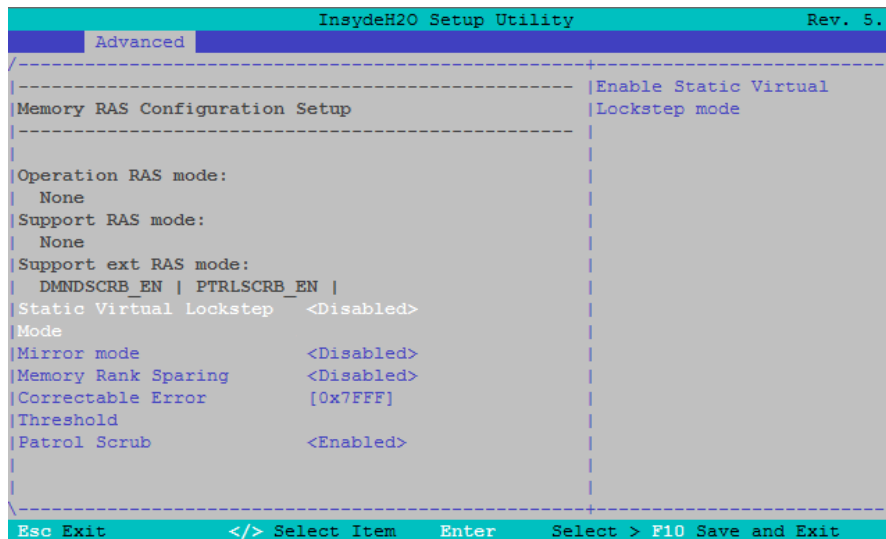 InsydeH20 Setup Utility Rev. 5.
Advanced
Memory RAS Configuration Setup
Operation RAS mode:
None
Support RAS mode:
None
Support ext RAS mode:
DMNDSCRB_EN | PTRLSCRB_EN |
Static Virtual Lockstep <Disabled>
Mode
Mirror mode <Disabled>
Memory Rank Sparing <Disabled>
Correctable Error [0x7FFF]
Threshold
Patrol Scrub <Enabled>
Enable Static Virtual
Lockstep mode
Esc Exit </> Select Item Enter Select > F10 Save and Exit